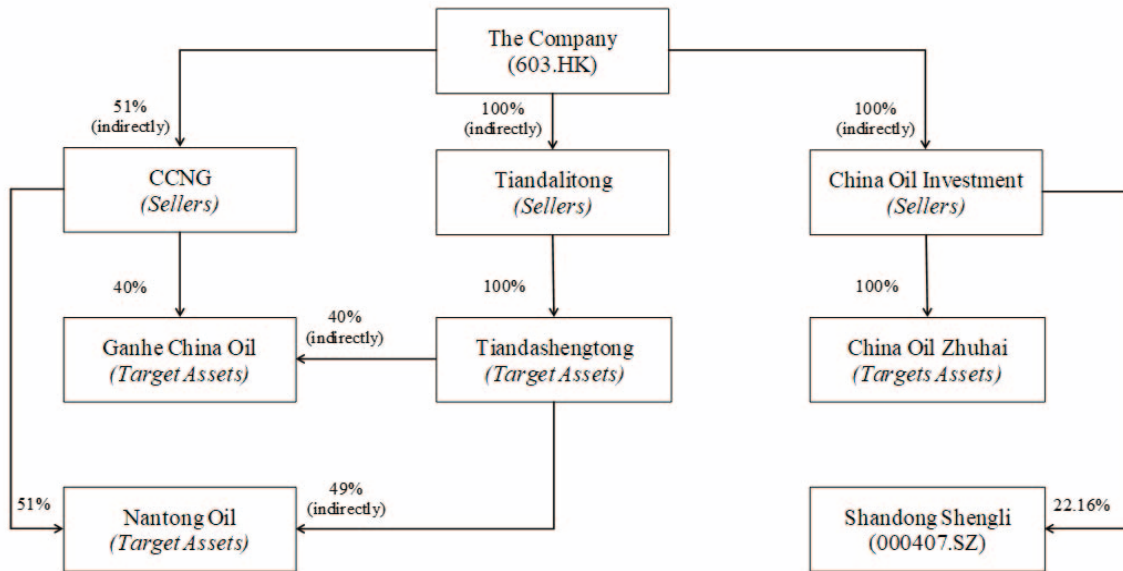 The Company
(603.HK)
51%
(indirectly)
100%
(indirectly)
100%
(indirectly)
CCNG
(Sellers)
Tiandalitong
(Sellers)
China Oil Investment
(Sellers)
40%
100%
100%
Ganhe China Oil
(Target Assets)
40%
(indirectly)
Tiandashengtong
(Target Assets)
China Oil Zhuhai
(Targets Assets)
51%
Nantong Oil
(Target Assets)
49%
(indirectly)
Shandong Shengli
(000407.SZ)
22.16%